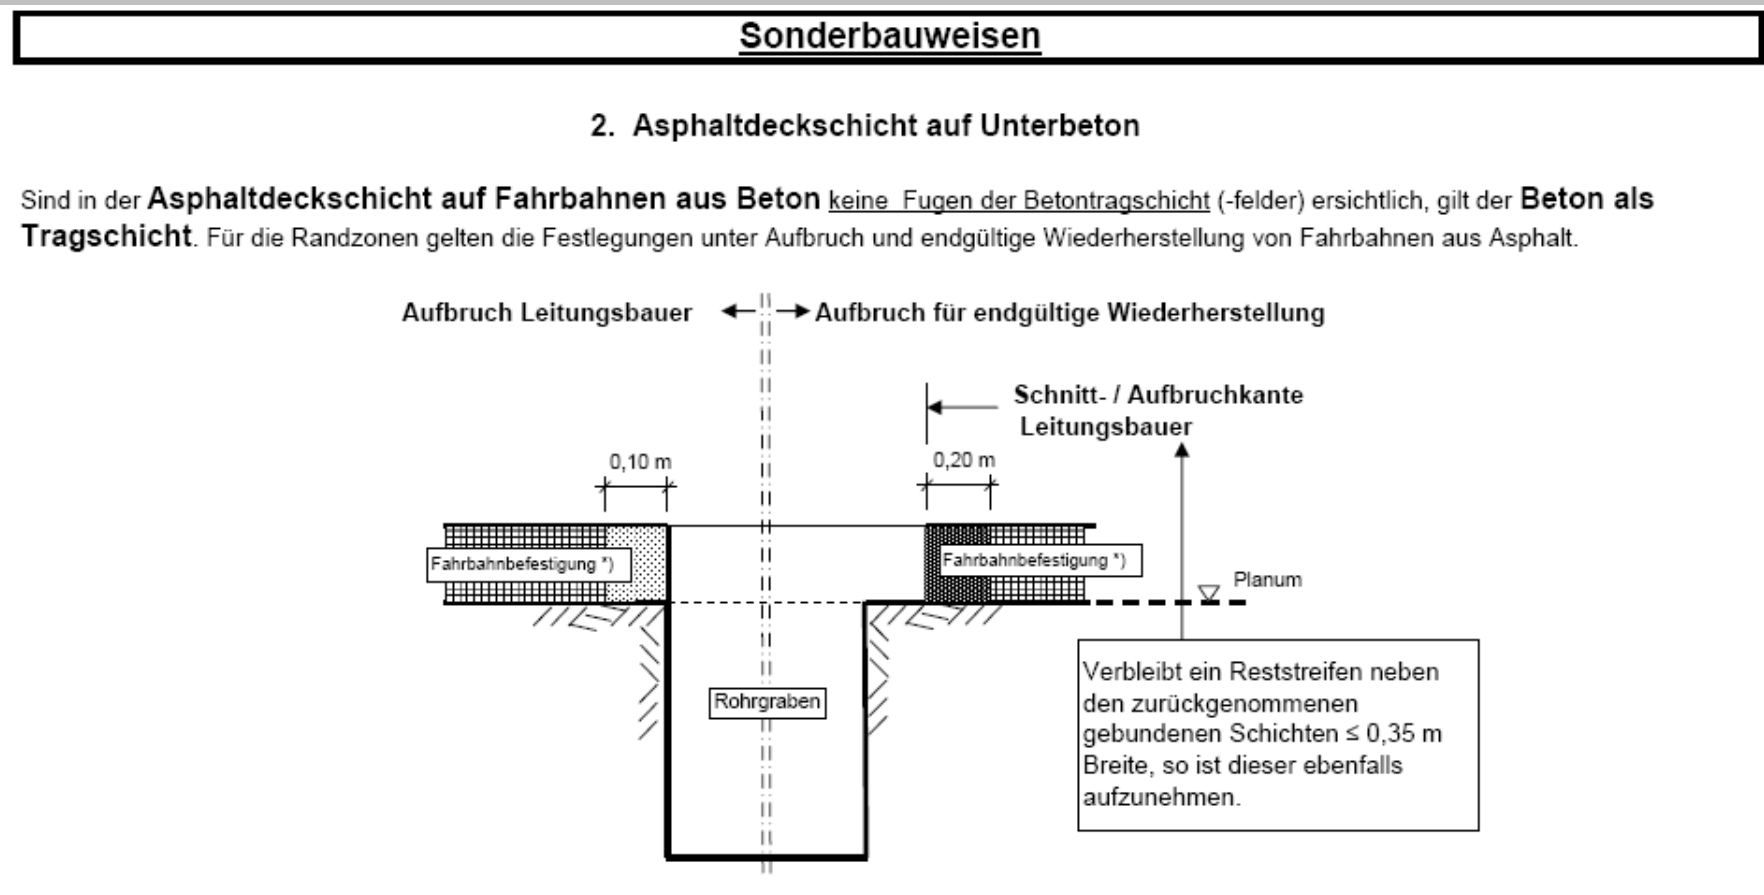 Sonderbauweisen
2. Asphaltdeckschicht auf Unterbeton
Sind in der Asphaltdeckschicht auf Fahrbahnen aus Beton keine Fugen der Betontragschicht (-felder) ersichtlich, gilt der Beton als
Tragschicht. Für die Randzonen gelten die Festlegungen unter Aufbruch und endgültige Wiederherstellung von Fahrbahnen aus Asphalt.
Aufbruch Leitungsbauer
Aufbruch für endgültige Wiederherstellung
Schnitt- / Aufbruchkante
Leitungsbauer
0,10 m
0,20 m
Fahrbahnbefestigung *)
Fahrbahnbefestigung *)
Planum
Rohrgraben
Verbleibt ein Reststreifen neben
den zurückgenommenen
gebundenen Schichten ≤ 0,35 m
Breite, so ist dieser ebenfalls
aufzunehmen.